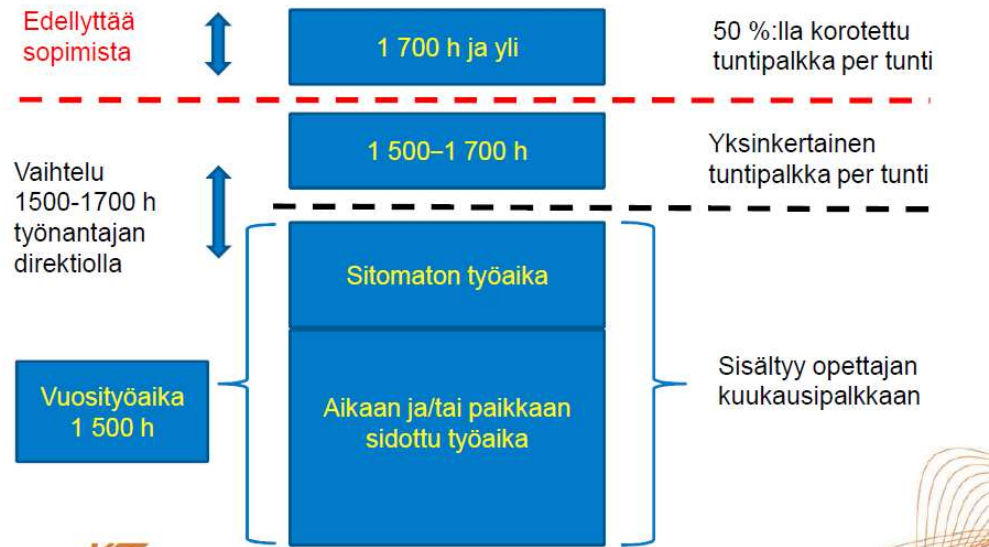 Edellyttää
sopimista
1 700 h ja yli
50 %:lla korotettu
tuntipalkka per tunti
1 500–1 700 h
Yksinkertainen
tuntipalkka per tunti
Vaihtelu
1500-1700 h
työnantajan
direktiolla
Sitomaton työaika
Vuosityöaika
1 500 h
Aikaan ja/tai paikkaan
sidottu työaika
Sisältyy opettajan
kuukausipalkkaan